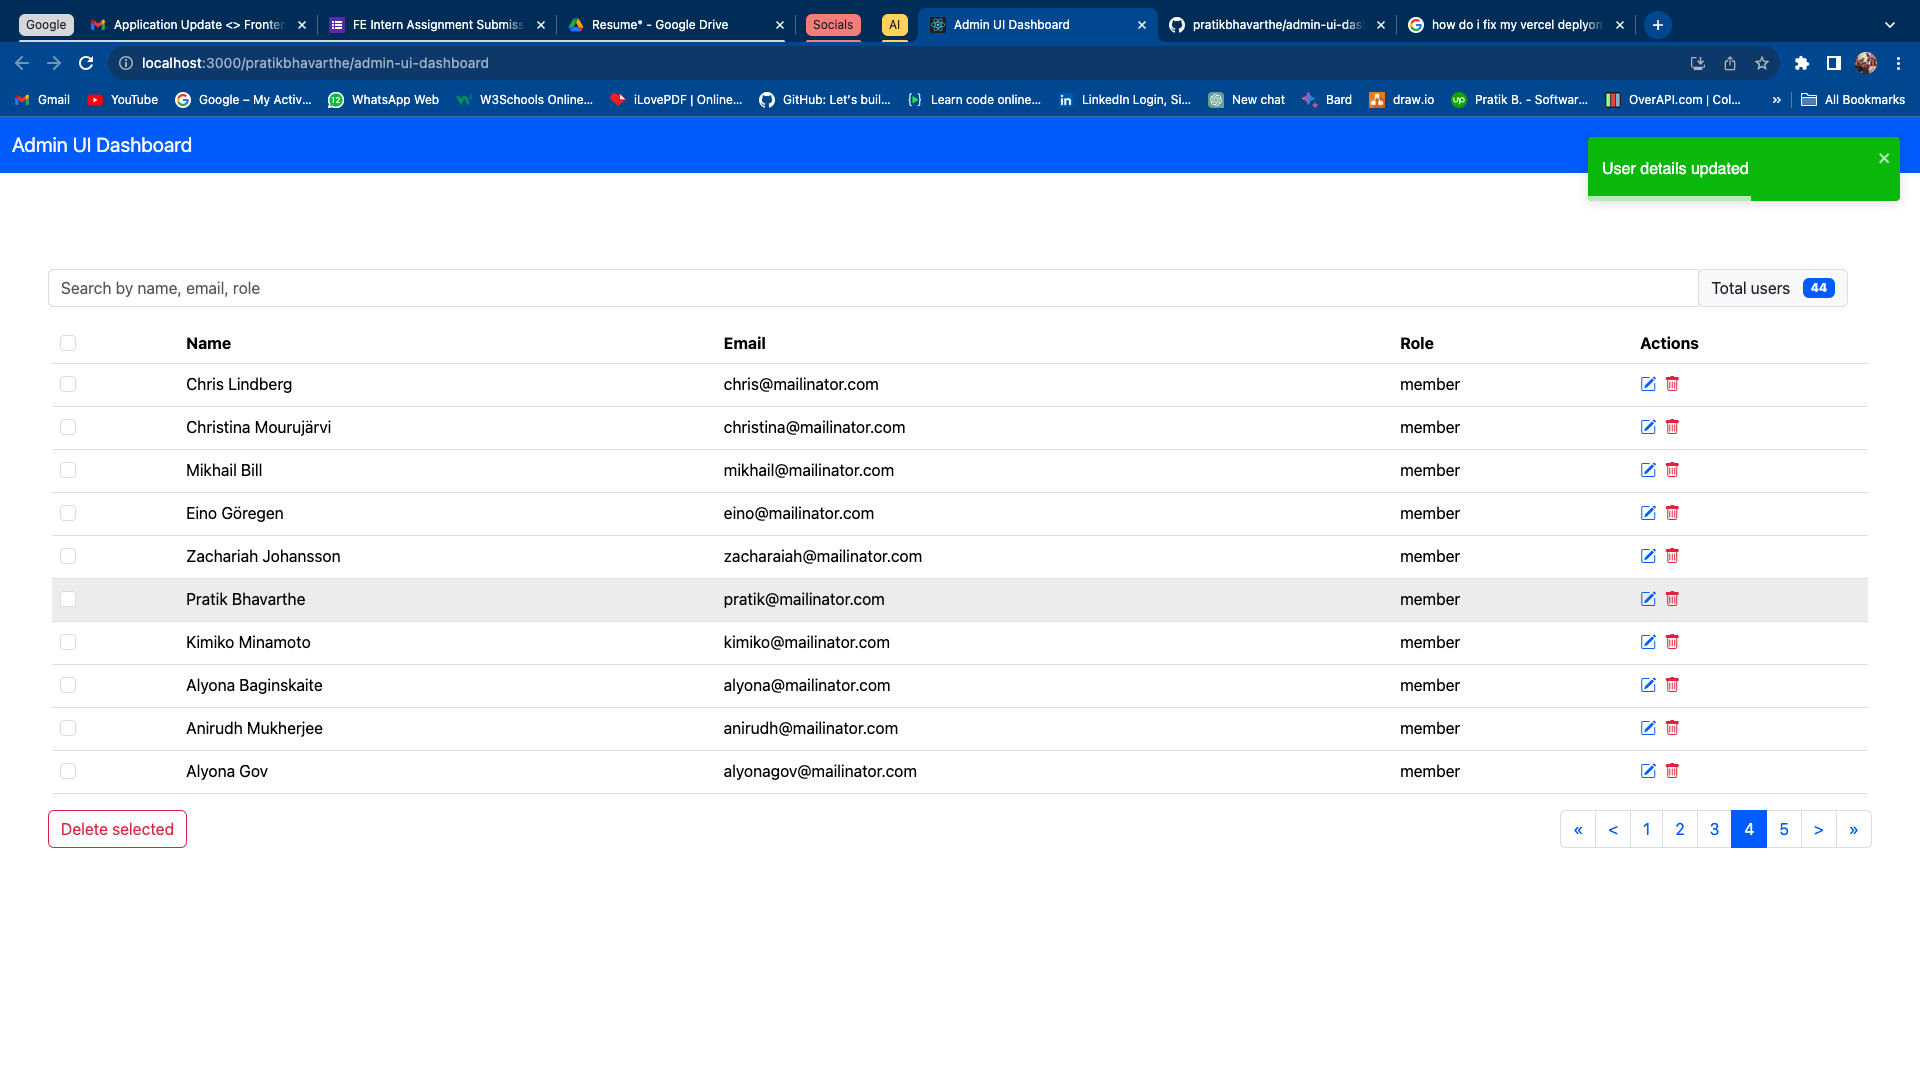 Google Application Update <> Fronten FE Intern Assignment Submiss Resume* - Google Drive Socials AI Admin UI Dashboard pratikbhavarthe/admin-ui-das how do i fix my vercel deplyom
localhost:3000/pratikbhavarthe/admin-ui-dashboard
Gmail YouTube Google – My Activ... 12 WhatsApp Web W3Schools Online... iLovePDF | Online... GitHub: Let's buil... Learn code online... in LinkedIn Login, Si... New chat Bard draw.io up Pratik B. - Softwar... OverAPI.com | Col... » All Bookmarks
Admin UI Dashboard
User details updated
Search by name, email, role Total users 44
Name Email Role Actions
Chris Lindberg chris@mailinator.com member
Christina Mourujärvi christina@mailinator.com member
Mikhail Bill mikhail@mailinator.com member
Eino Göregen eino@mailinator.com member
Zachariah Johansson zacharaiah@mailinator.com member
Pratik Bhavarthe pratik@mailinator.com member
Kimiko Minamoto kimiko@mailinator.com member
Alyona Baginskaite alyona@mailinator.com member
Anirudh Mukherjee anirudh@mailinator.com member
Alyona Gov alyonagov@mailinator.com member
Delete selected « < 1 2 3 4 5 > »